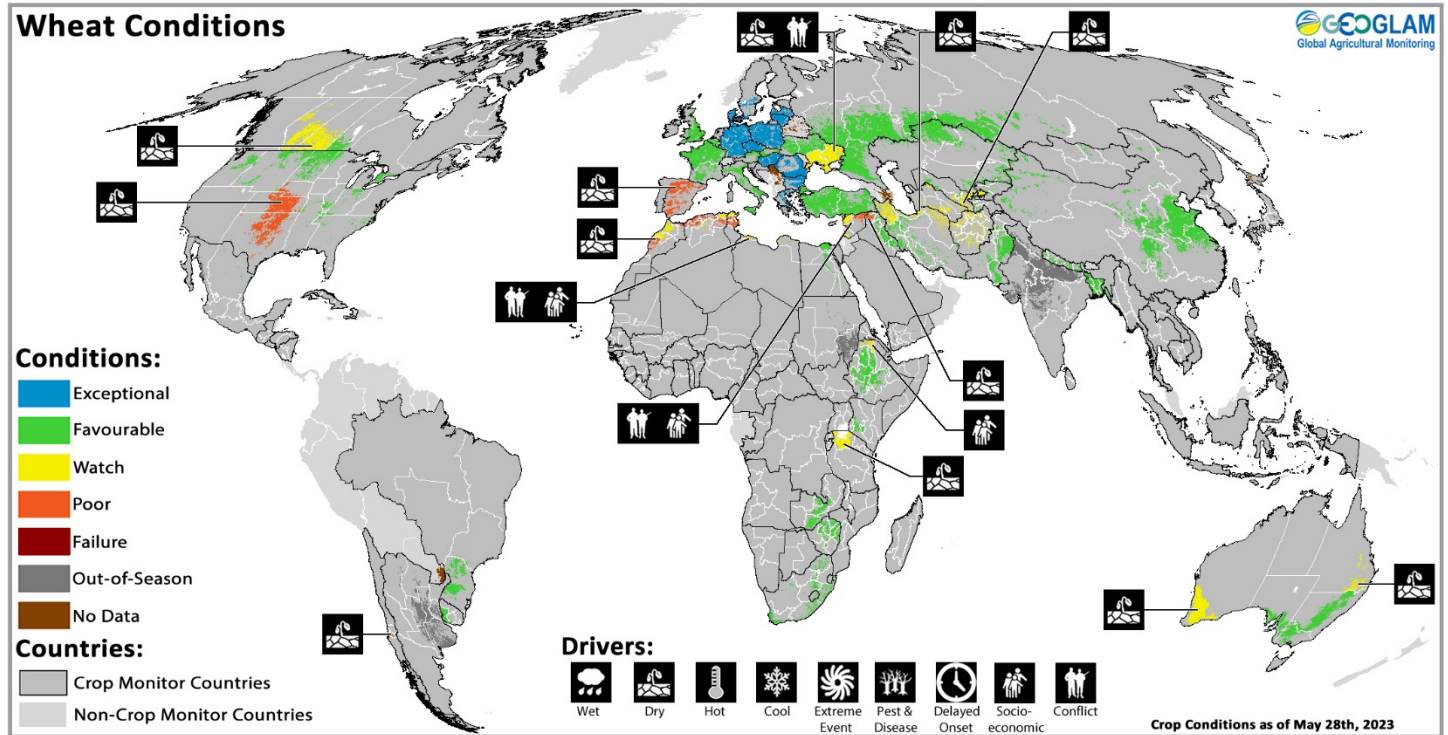 Wheat Conditions
GEOGLAM
Global Agricultural Monitoring
Conditions:
Exceptional
Favourable
Watch
Poor
Failure
Out-of-Season
No Data
Countries:
Crop Monitor Countries
Non-Crop Monitor Countries
Drivers:
Wet
Dry
Hot
Cool
Extreme
Event
Pest &
Disease
Delayed
Onset
Socio-
economic
Conflict
Crop Conditions as of May 28th, 2023